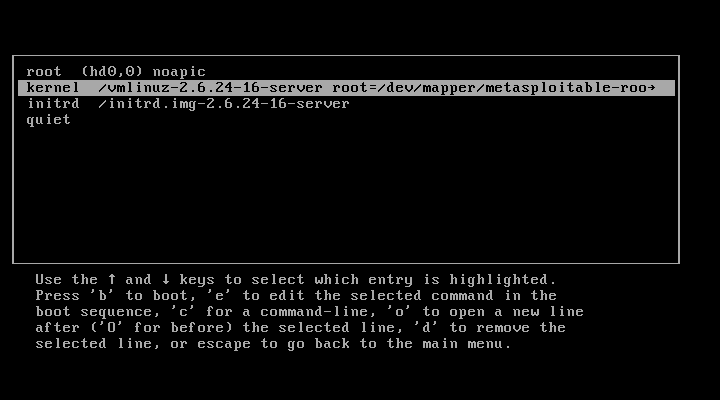 root  (hd0,0) noapic
kernel  /vmlinuz-2.6.24-16-server root=/dev/mapper/metasploitable-roo→
initrd  /initrd.img-2.6.24-16-server
quiet
Use the ↑ and ↓ keys to select which entry is highlighted.
Press 'b' to boot, 'e' to edit the selected command in the
boot sequence, 'c' for a command-line, 'o' to open a new line
after ('O' for before) the selected line, 'd' to remove the
selected line, or escape to go back to the main menu.